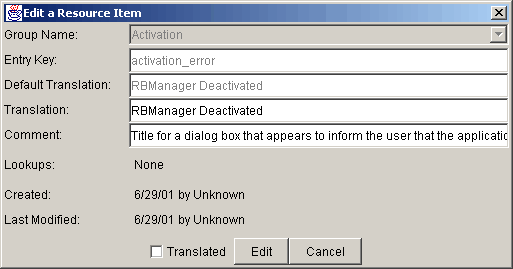 Edit a Resource Item
Group Name: Activation
Entry Key: activation_error
Default Translation: RBManager Deactivated
Translation: RBManager Deactivated
Comment: Title for a dialog box that appears to inform the user that the applicatio
Lookups: None
Created: 6/29/01 by Unknown
Last Modified: 6/29/01 by Unknown
Translated Edit Cancel